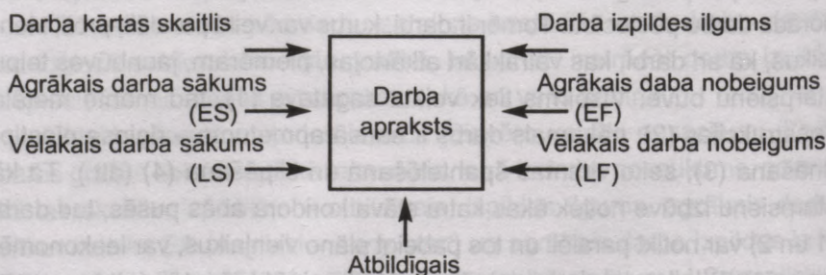 Darba kārtas skaitlis
Darba izpildes ilgums
Agrākais darba sākums
(ES)
Darba
apraksts
Agrākais daba nobeigums
(EF)
Vēlākais darba sākums
(LS)
Vēlākais darba nobeigums
(LF)
Atbildīgais